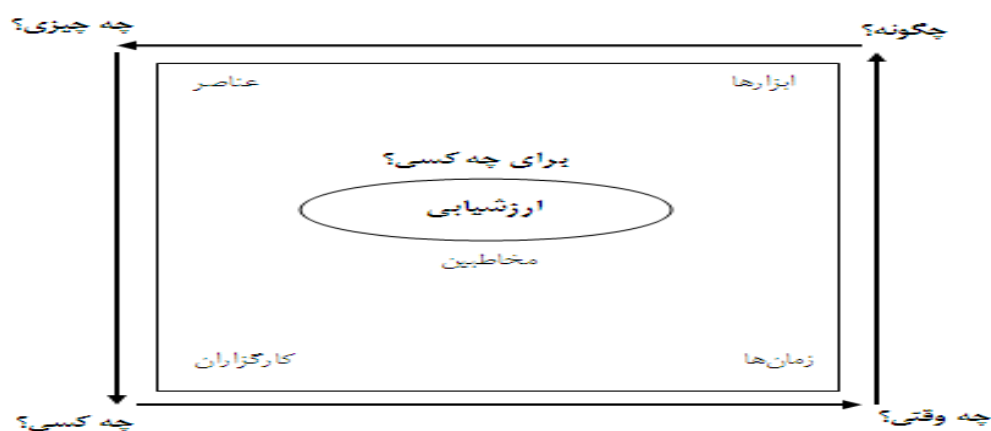 چگونه؟
چه چیزی؟
ابزارها
عناصر
برای چه کسی؟
ارزشیابی
مخاطبین
زمان‌ها
کارگزاران
چه وقتی؟
چه کسی؟